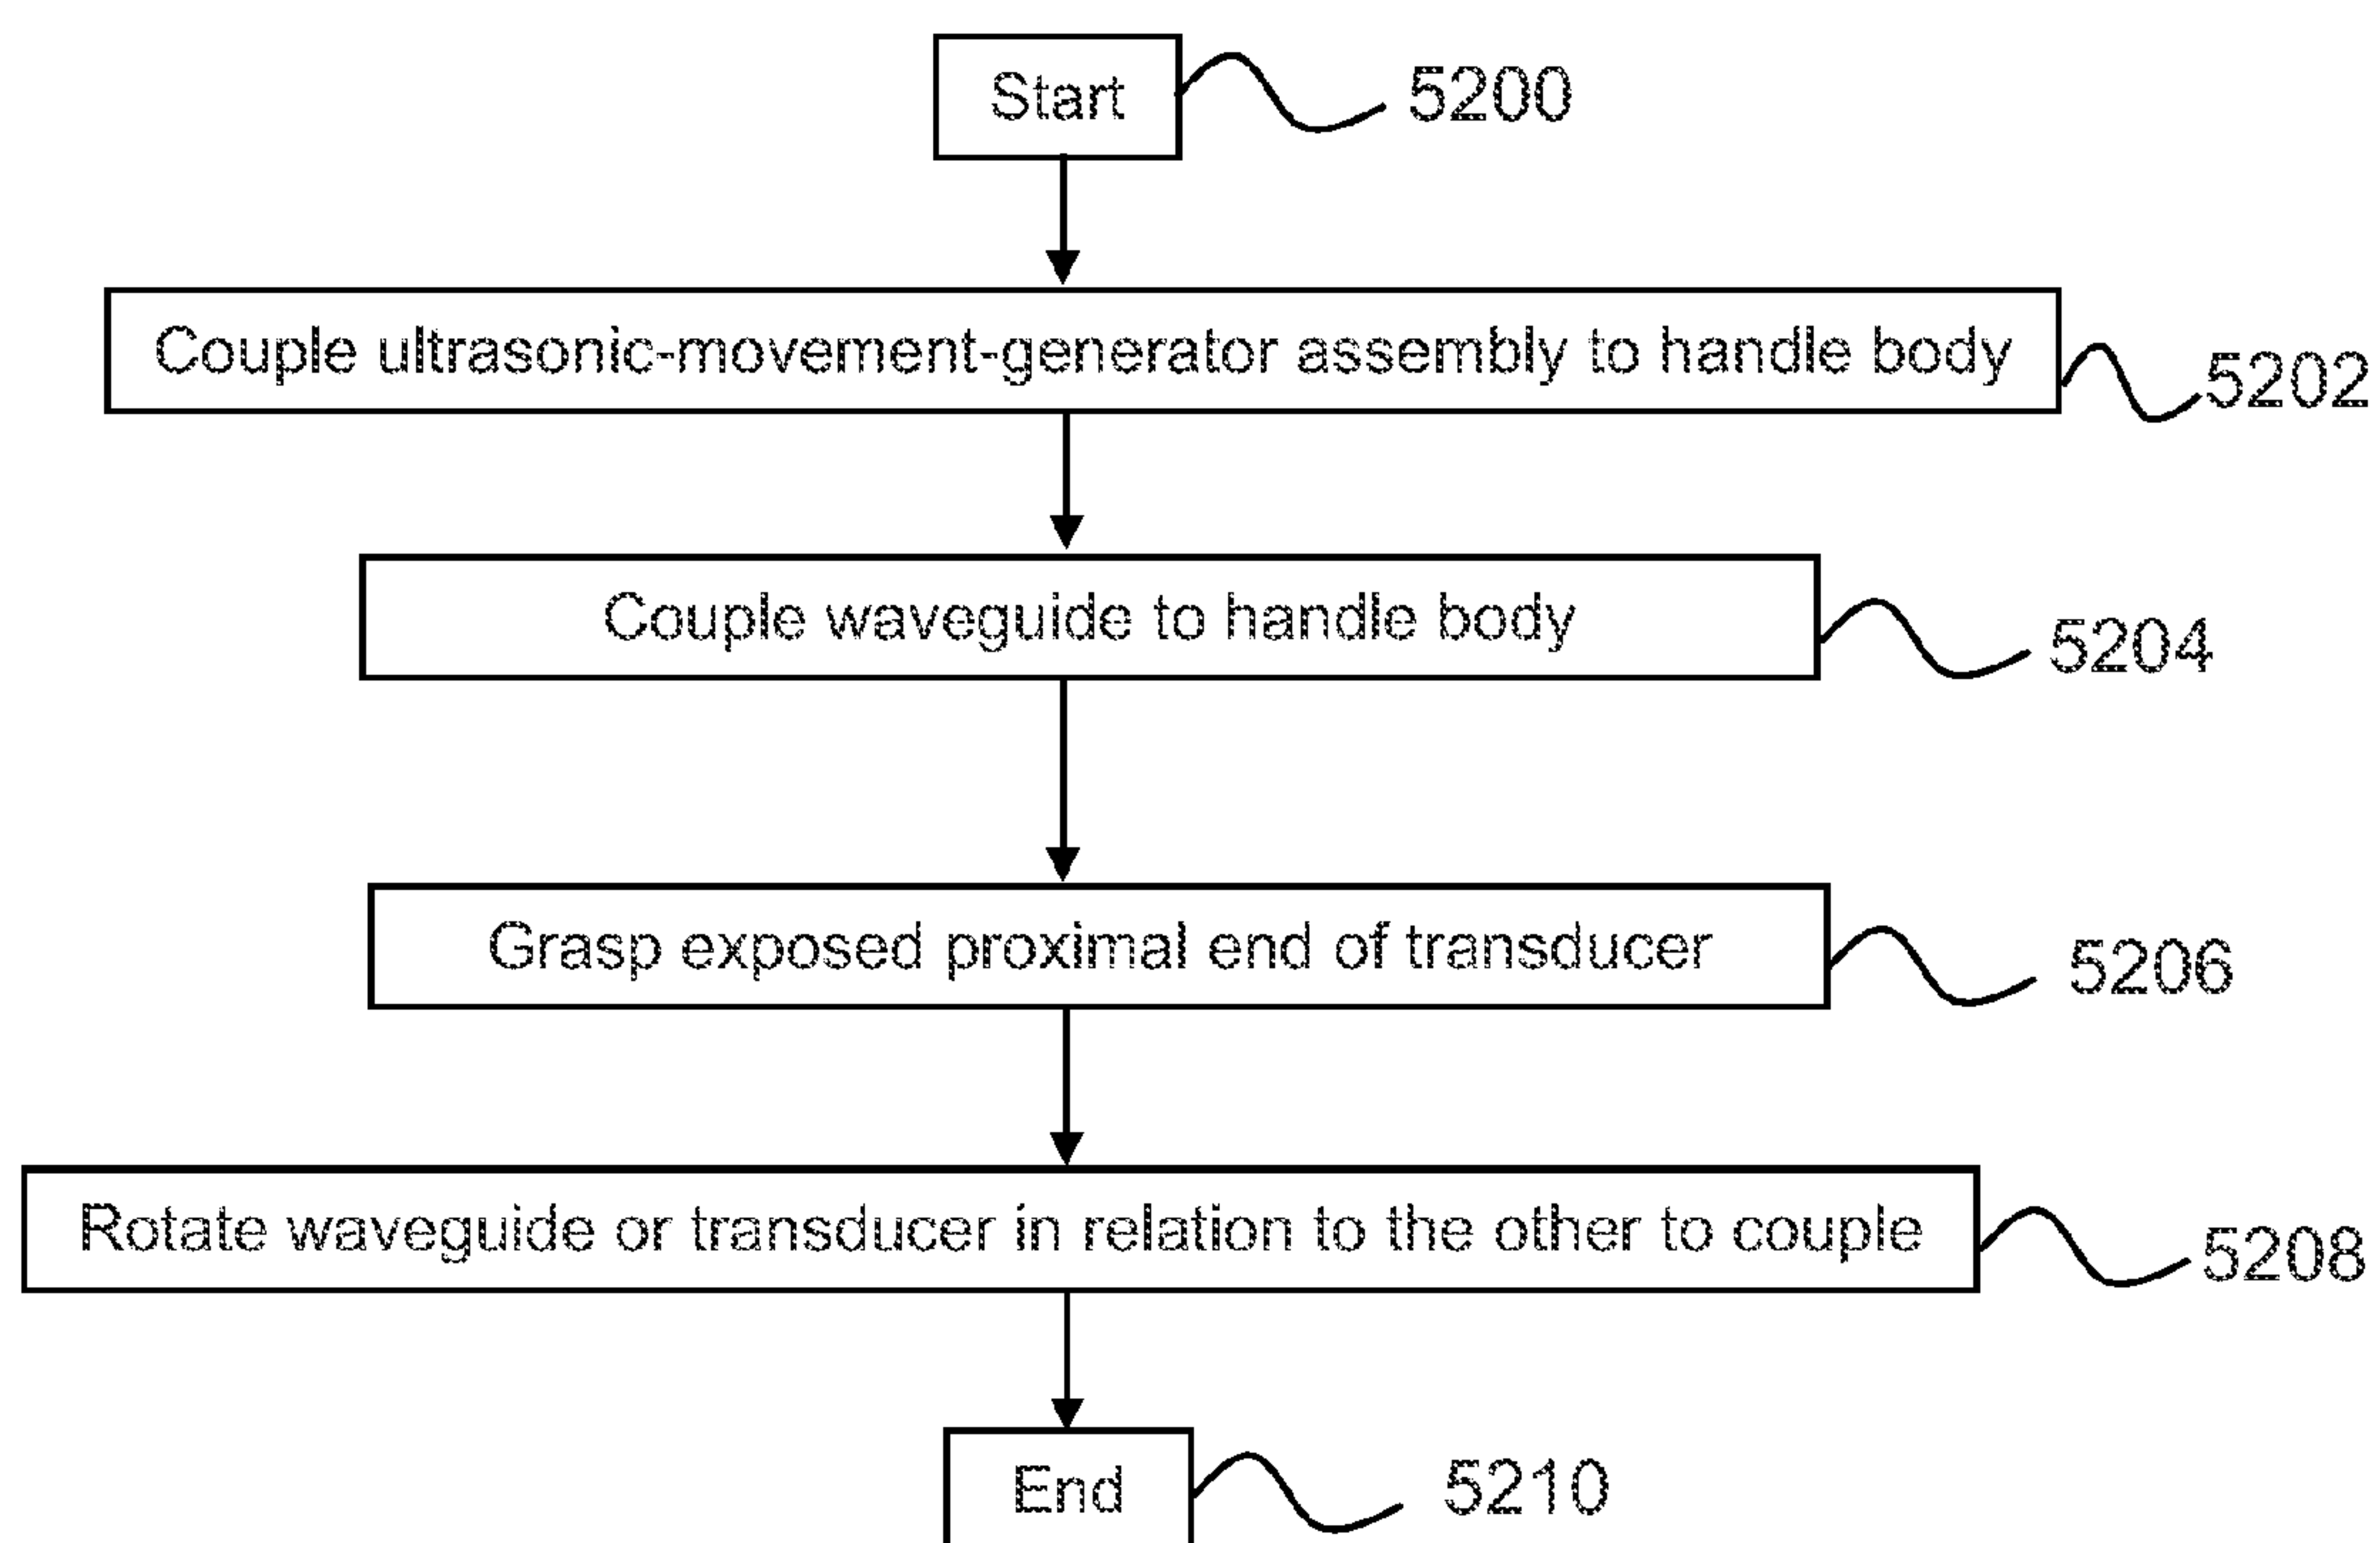 Start
5200
Couple ultrasonic-movement-generator assembly to handle body
5202
Couple waveguide to handle body
5204
Grasp exposed proximal end of transducer
5206
Rotate waveguide or transducer in relation to the other to couple
5208
End
5210